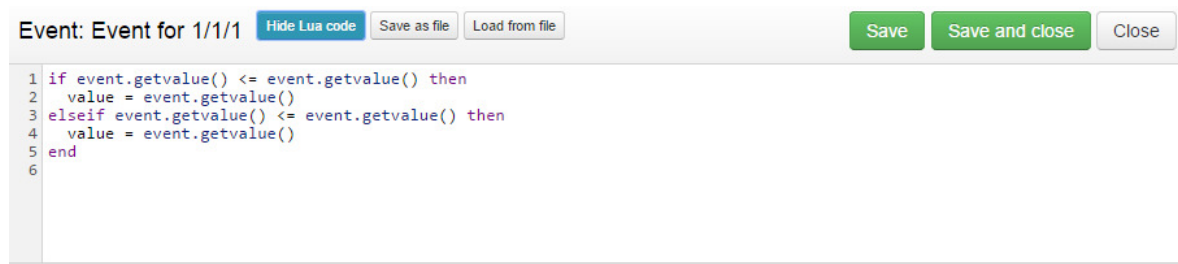 Event: Event for 1/1/1 Hide Lua code Save as file Load from file Save Save and close Close
1 if event.getvalue() <= event.getvalue() then
2   value = event.getvalue()
3 elseif event.getvalue() <= event.getvalue() then
4   value = event.getvalue()
5 end
6